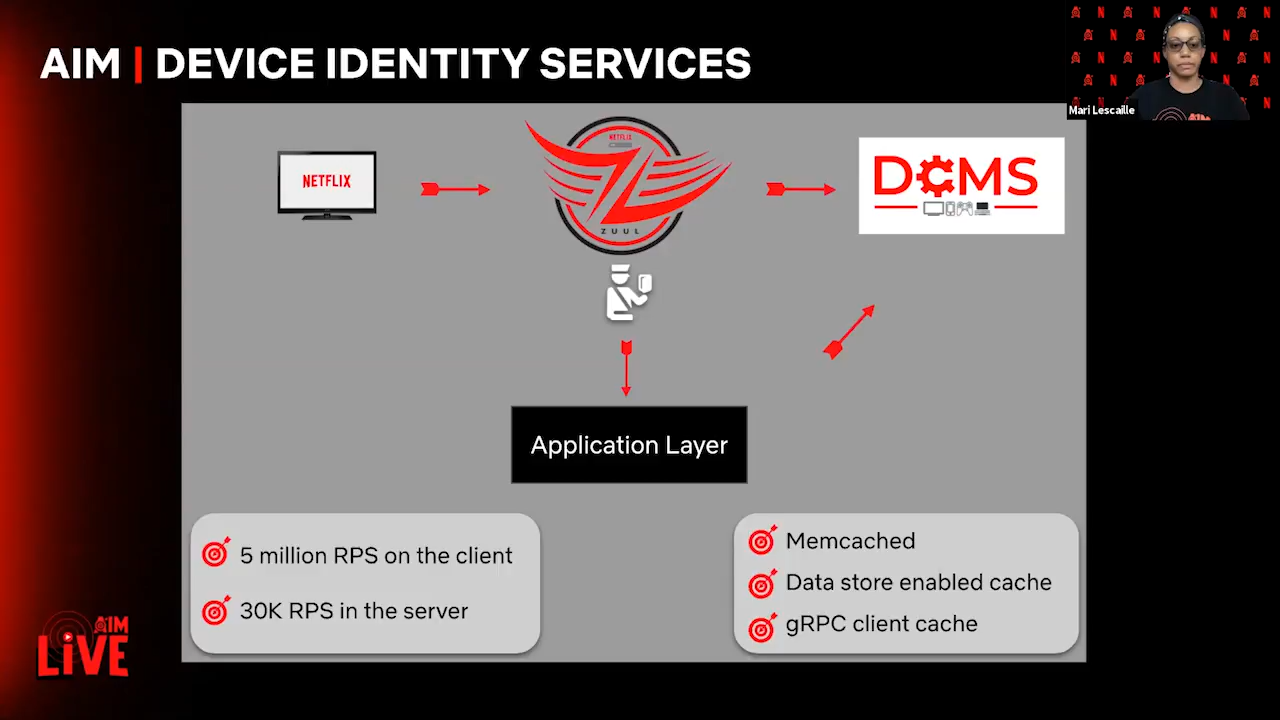 AIM | DEVICE IDENTITY SERVICES
Mari Lescaille
NETFLIX
NETFLIX
ZUUL
DCMS
Application Layer
5 million RPS on the client
30K RPS in the server
Memcached
Data store enabled cache
gRPC client cache
AIM
LiVE